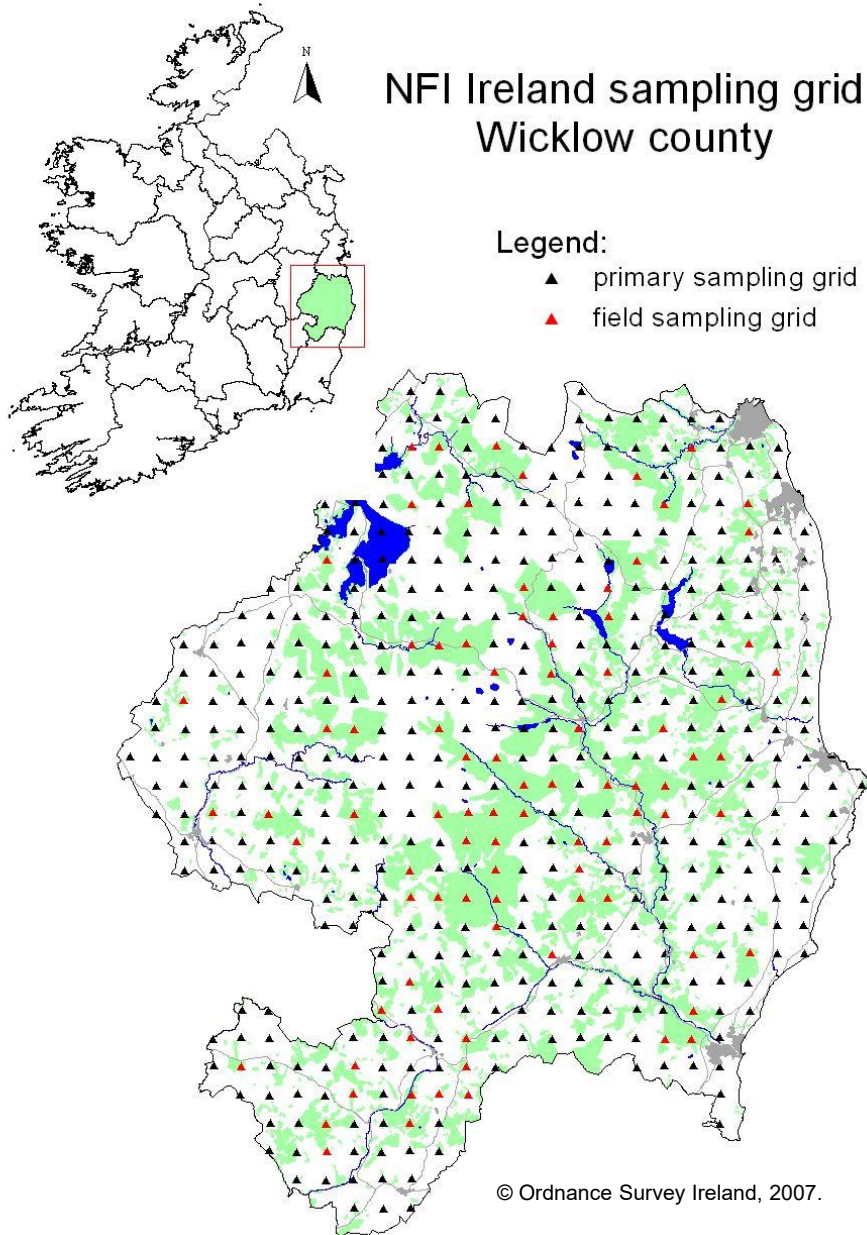 N
NFI Ireland sampling grid
Wicklow county
Legend:
primary sampling grid
field sampling grid
© Ordnance Survey Ireland, 2007.